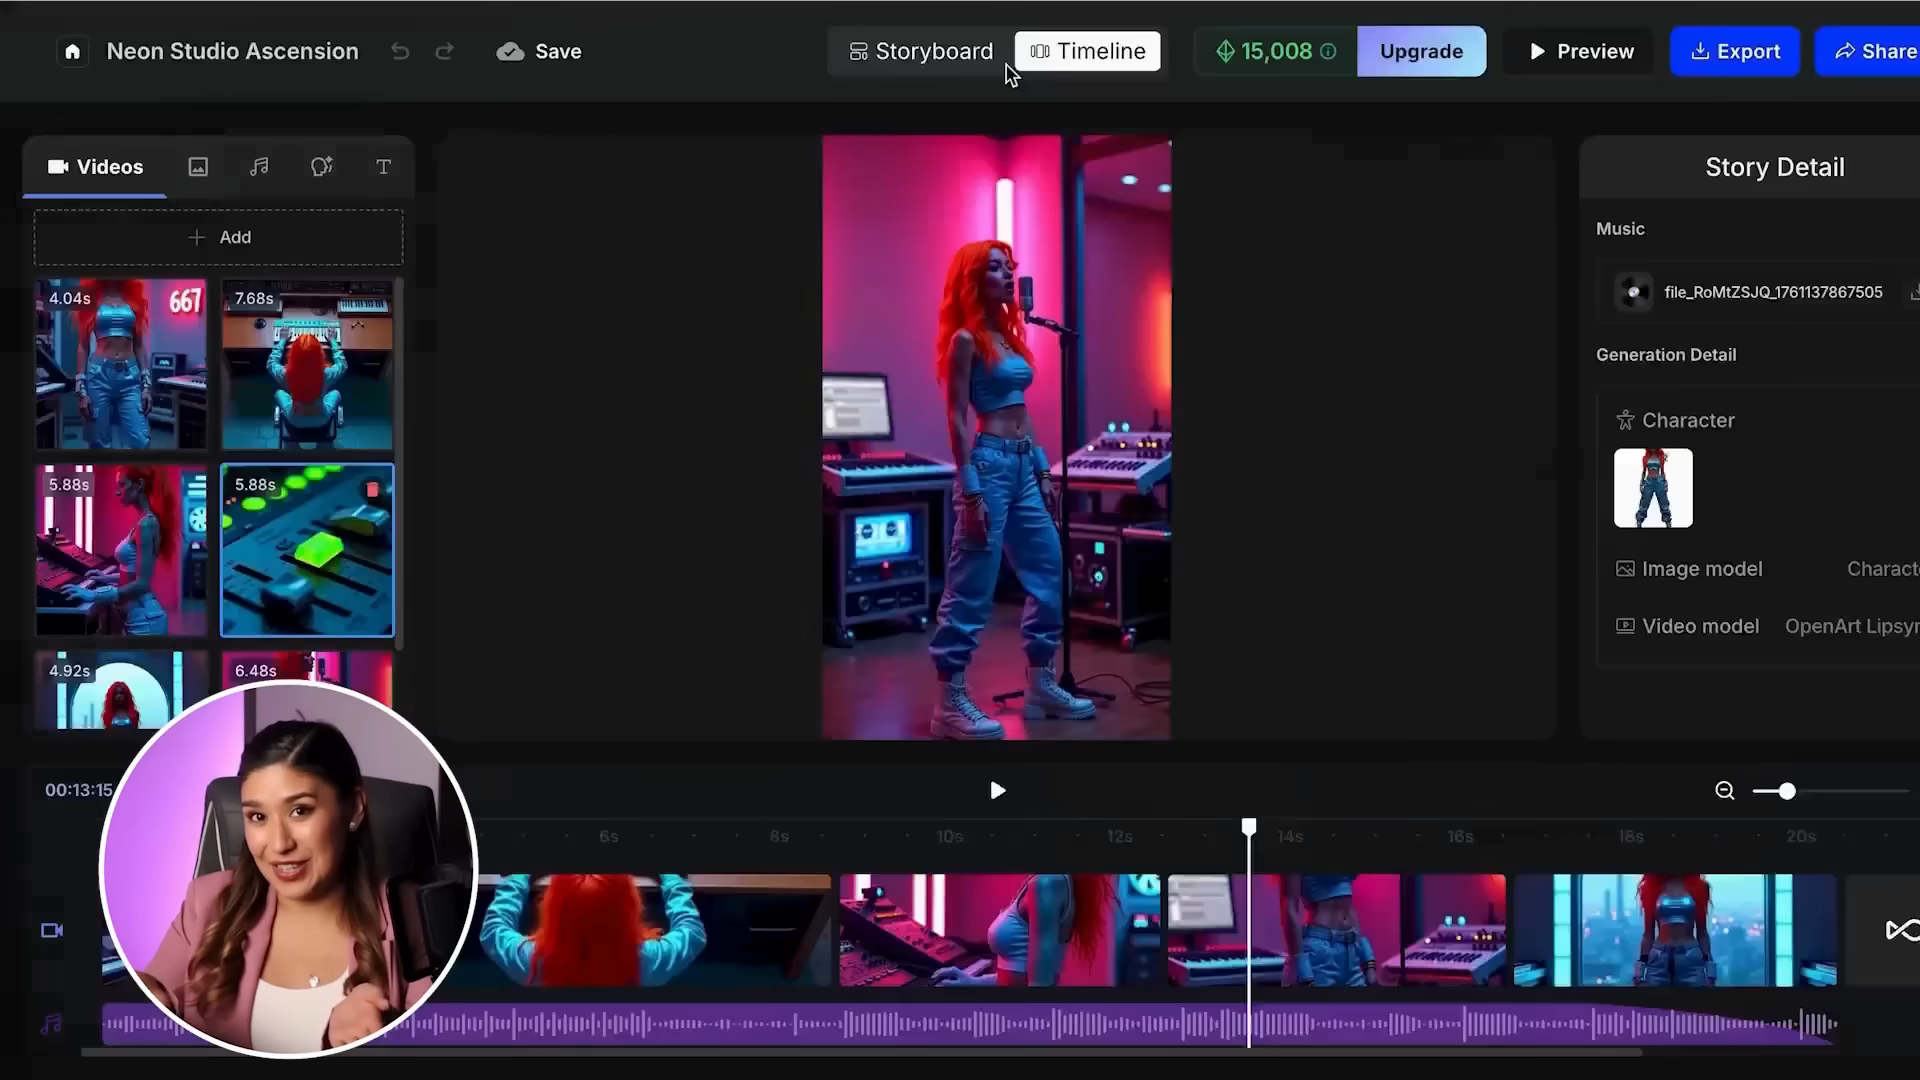 Neon Studio Ascension
Save
Storyboard
Timeline
15,008
Upgrade
Preview
Export
Share
Videos
Add
4.04s
667
7.68s
5.88s
5.88s
4.92s
6.48s
Story Detail
Music
file_RoMtZSJQ_1761137867505
Generation Detail
Character
Image model
Charact
Video model
OpenArt Lipsyn
00:13:15
6s
8s
10s
12s
14s
16s
18s
20s